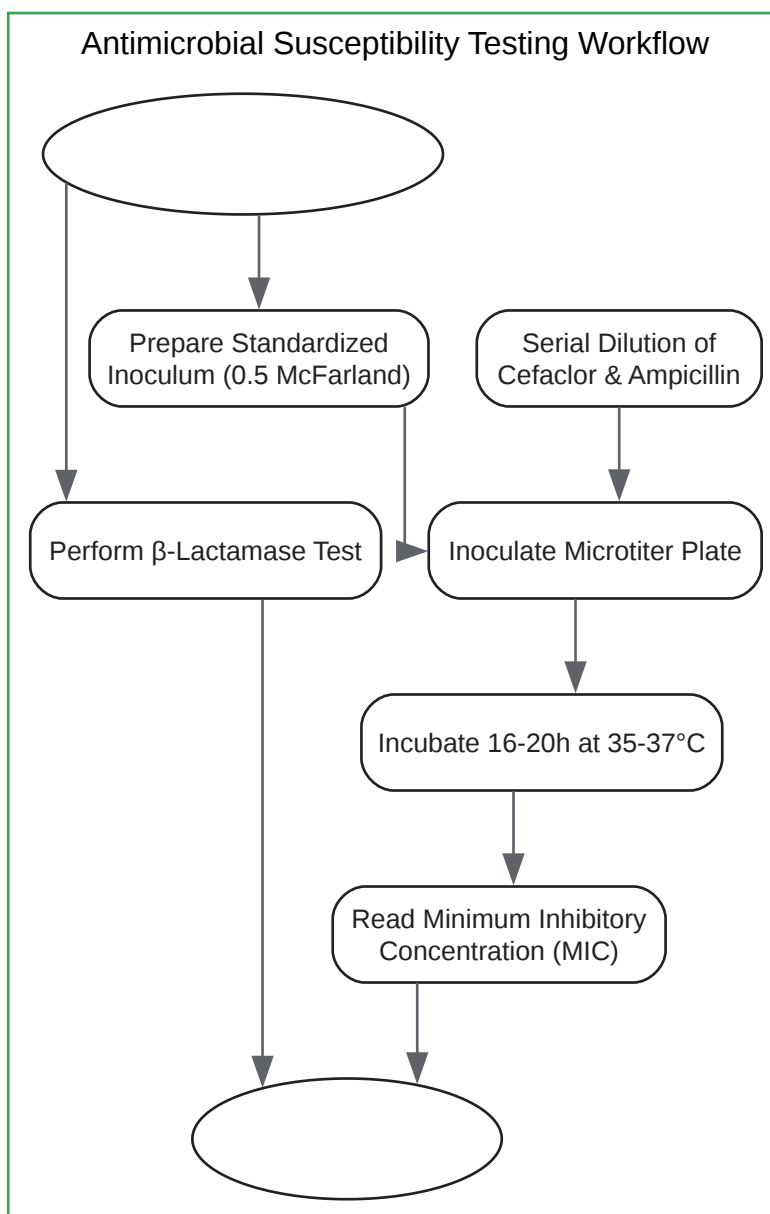 Antimicrobial Susceptibility Testing Workflow
Prepare Standardized
Inoculum (0.5 McFarland)
Serial Dilution of
Cefaclor & Ampicillin
Perform β-Lactamase Test
Inoculate Microtiter Plate
Incubate 16-20h at 35-37°C
Read Minimum Inhibitory
Concentration (MIC)